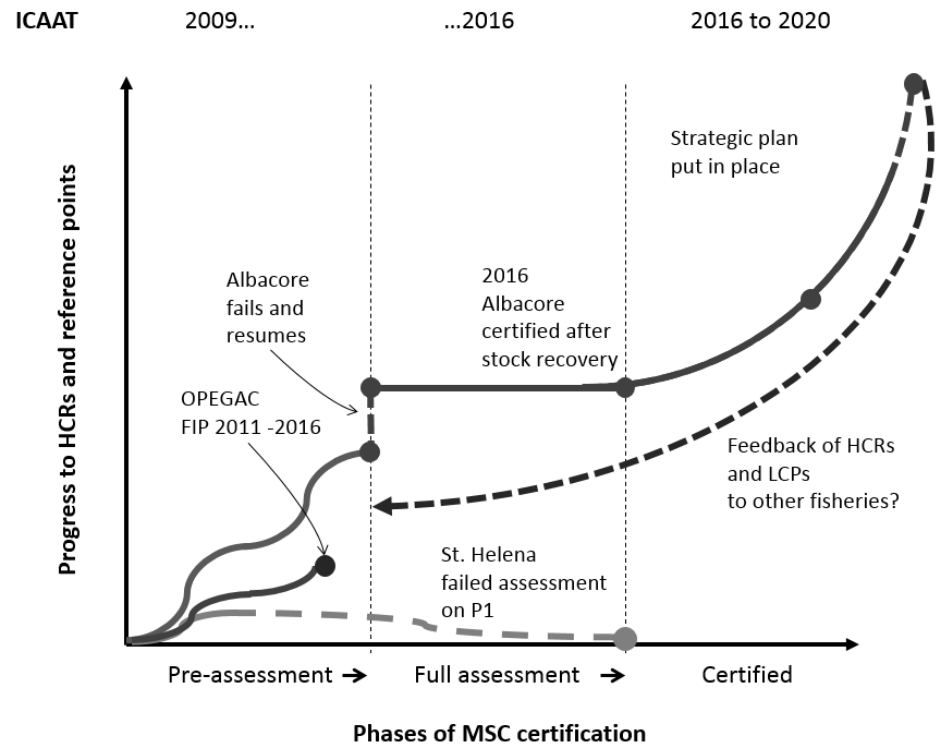 ICAAT 2009... ...2016 2016 to 2020
Strategic plan
put in place
Albacore
fails and
resumes
2016
Albacore
certified after
stock recovery
OPEGAC
FIP 2011 -2016
Feedback of HCRs
and LCPs
to other fisheries?
St. Helena
failed assessment
on P1
Progress to HCRs and reference points
Pre-assessment Full assessment Certified
Phases of MSC certification